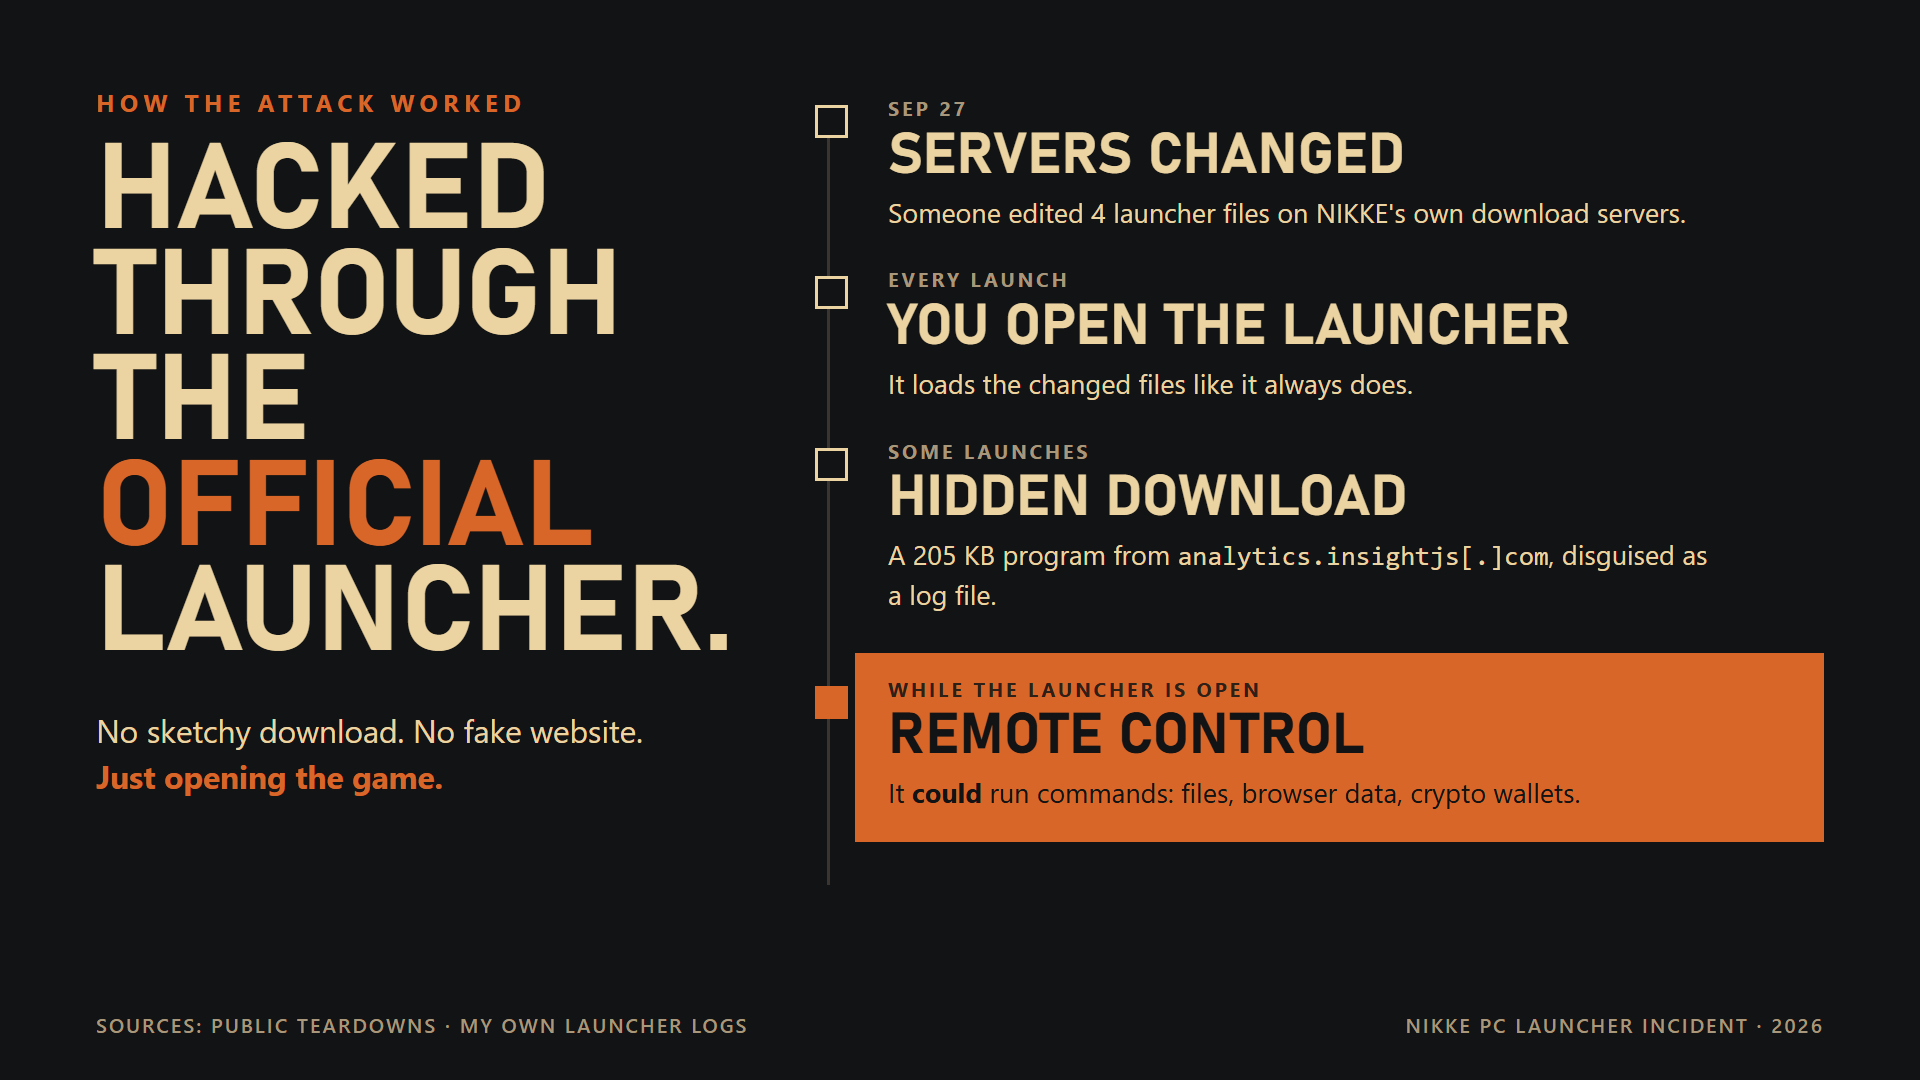 HOW THE ATTACK WORKED
HACKED
THROUGH
THE
OFFICIAL
LAUNCHER.
No sketchy download. No fake website.
Just opening the game.
SEP 27
SERVERS CHANGED
Someone edited 4 launcher files on NIKKE's own download servers.
EVERY LAUNCH
YOU OPEN THE LAUNCHER
It loads the changed files like it always does.
SOME LAUNCHES
HIDDEN DOWNLOAD
A 205 KB program from analytics.insightjs[.]com, disguised as
a log file.
WHILE THE LAUNCHER IS OPEN
REMOTE CONTROL
It could run commands: files, browser data, crypto wallets.
SOURCES: PUBLIC TEARDOWNS · MY OWN LAUNCHER LOGS
NIKKE PC LAUNCHER INCIDENT · 2026